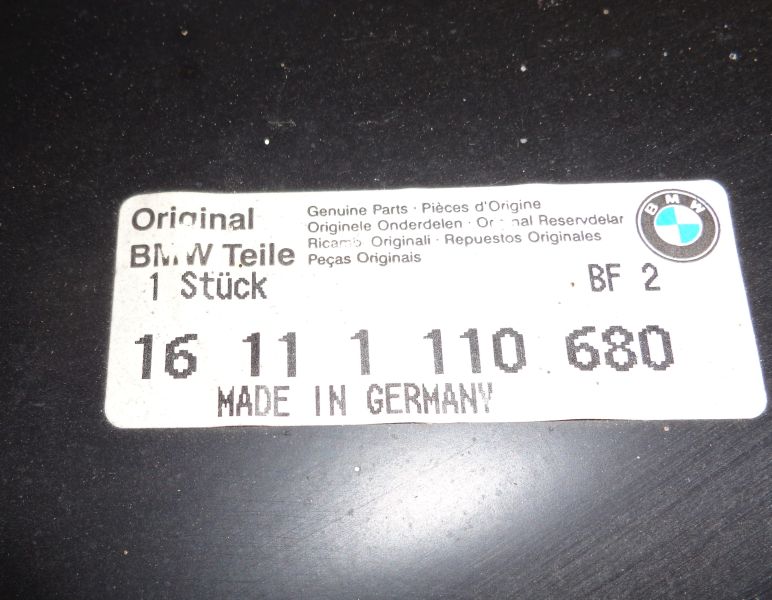 Original
BMW Teile
Genuine Parts · Pièces d'Origine
Originele Onderdelen · Original Reservdelar
Ricambi Originali · Repuestos Originales
Peças Originais
BMW
1 Stück BF 2
16 11 1 110 680
MADE IN GERMANY